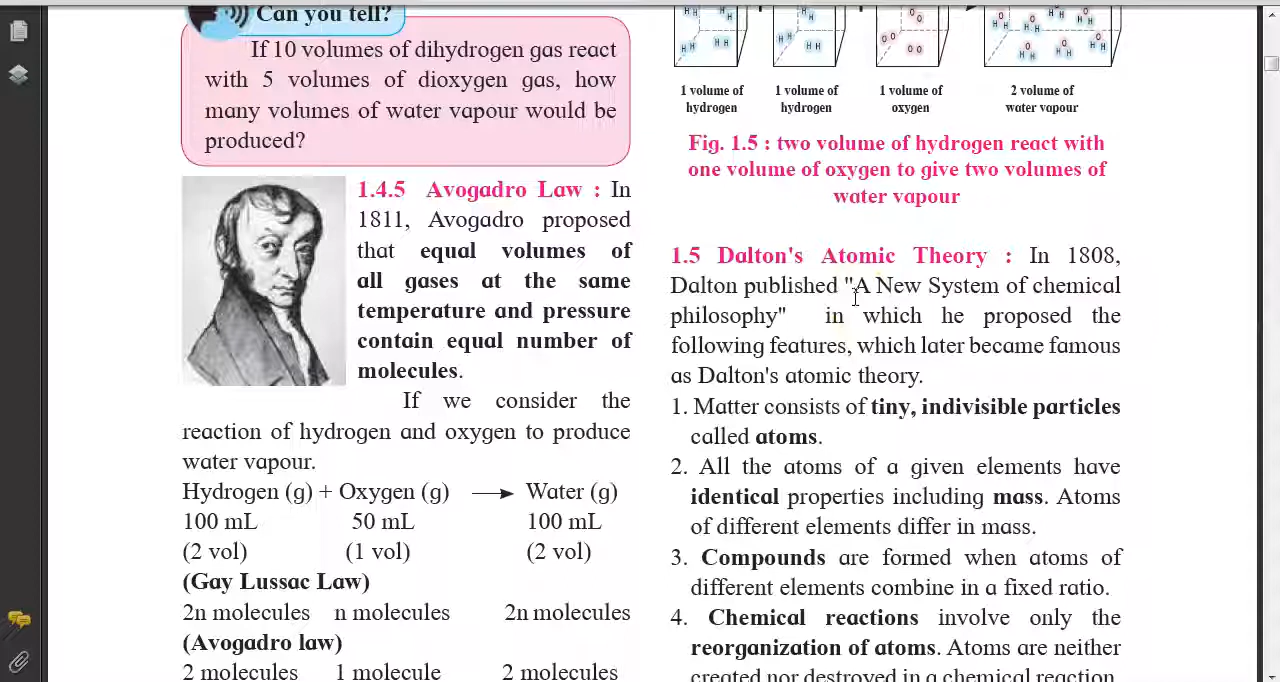 Can you tell?
If 10 volumes of dihydrogen gas react
with 5 volumes of dioxygen gas, how
many volumes of water vapour would be
produced?
1.4.5 Avogadro Law : In
1811, Avogadro proposed
that equal volumes of
all gases at the same
temperature and pressure
contain equal number of
molecules.
If we consider the
reaction of hydrogen and oxygen to produce
water vapour.
Hydrogen (g) + Oxygen (g) → Water (g)
100 mL 50 mL 100 mL
(2 vol) (1 vol) (2 vol)
(Gay Lussac Law)
2n molecules n molecules 2n molecules
(Avogadro law)
2 molecules 1 molecule 2 molecules
1 volume of hydrogen
1 volume of hydrogen
1 volume of oxygen
2 volume of water vapour
Fig. 1.5 : two volume of hydrogen react with
one volume of oxygen to give two volumes of
water vapour
1.5 Dalton's Atomic Theory : In 1808,
Dalton published "A New System of chemical
philosophy" in which he proposed the
following features, which later became famous
as Dalton's atomic theory.
1. Matter consists of tiny, indivisible particles
called atoms.
2. All the atoms of a given elements have
identical properties including mass. Atoms
of different elements differ in mass.
3. Compounds are formed when atoms of
different elements combine in a fixed ratio.
4. Chemical reactions involve only the
reorganization of atoms. Atoms are neither
created nor destroyed in a chemical reaction.